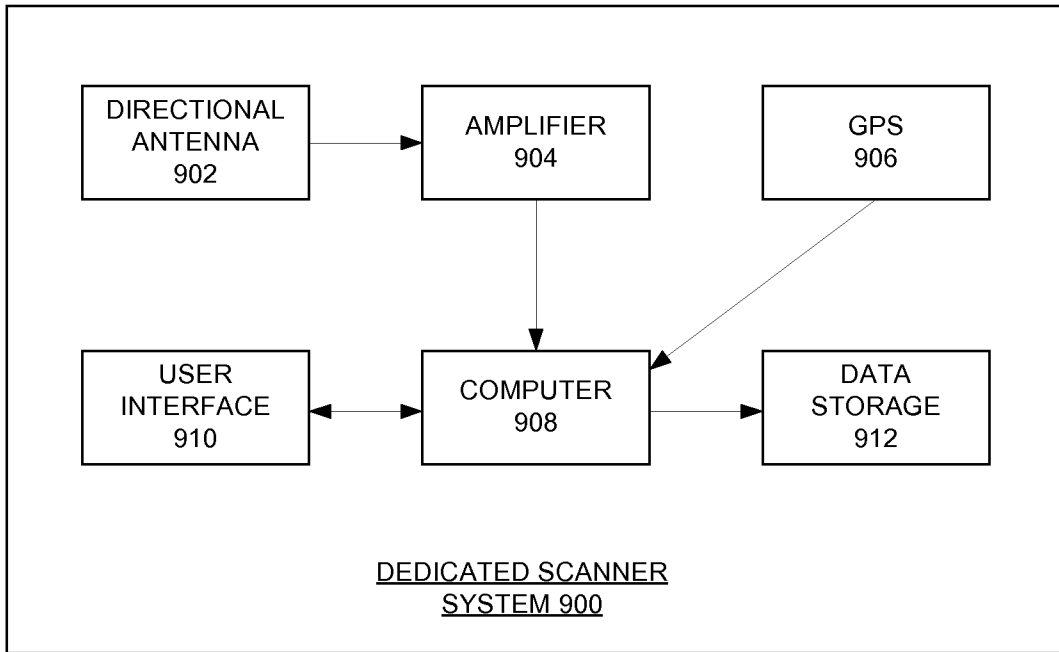 DIRECTIONAL
ANTENNA
902
AMPLIFIER
904
GPS
906
USER
INTERFACE
910
COMPUTER
908
DATA
STORAGE
912
DEDICATED SCANNER
SYSTEM 900